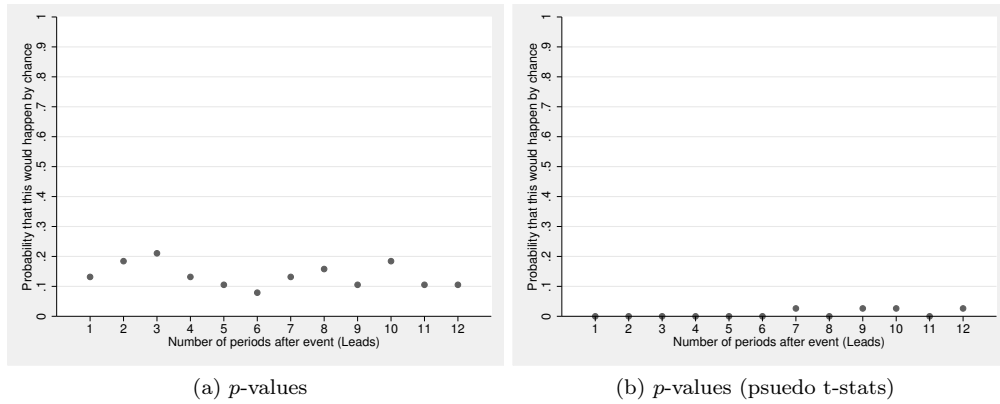 Probability that this would happen by chance
1
.9
.8
.7
.6
.5
.4
.3
.2
.1
0
1 2 3 4 5 6 7 8 9 10 11 12
Number of periods after event (Leads)
(a) p-values
Probability that this would happen by chance
1
.9
.8
.7
.6
.5
.4
.3
.2
.1
0
1 2 3 4 5 6 7 8 9 10 11 12
Number of periods after event (Leads)
(b) p-values (psuedo t-stats)